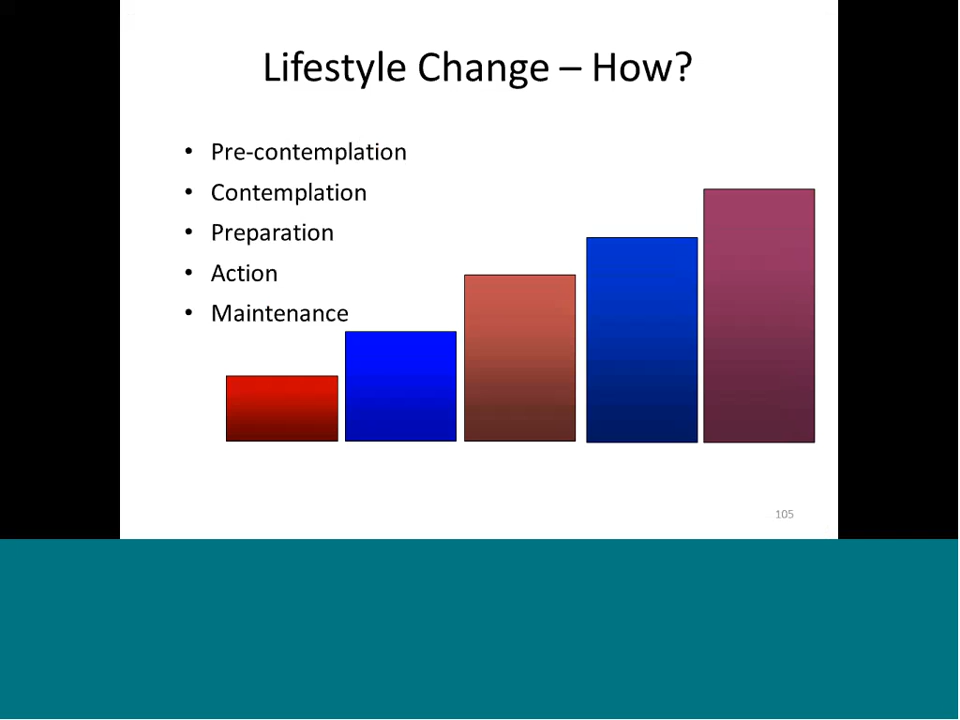 Lifestyle Change – How?
• Pre-contemplation
• Contemplation
• Preparation
• Action
• Maintenance
105